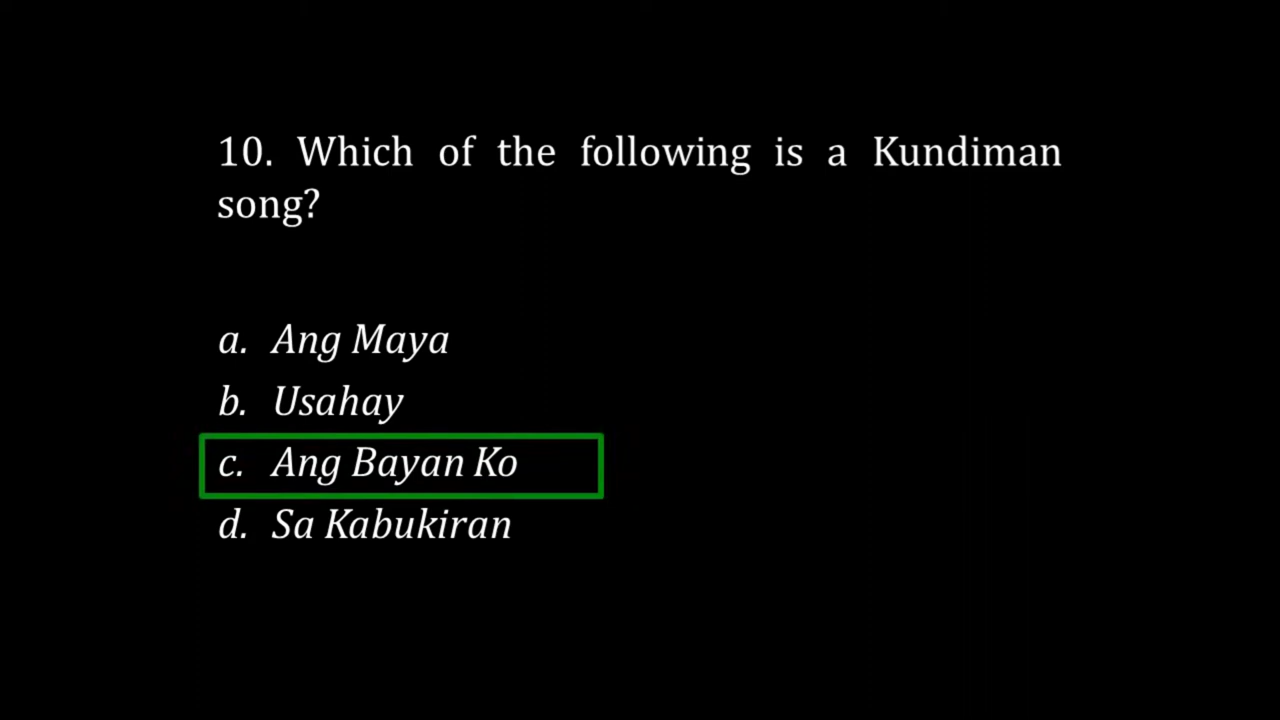 10. Which of the following is a Kundiman
song?
a. Ang Maya
b. Usahay
c. Ang Bayan Ko
d. Sa Kabukiran